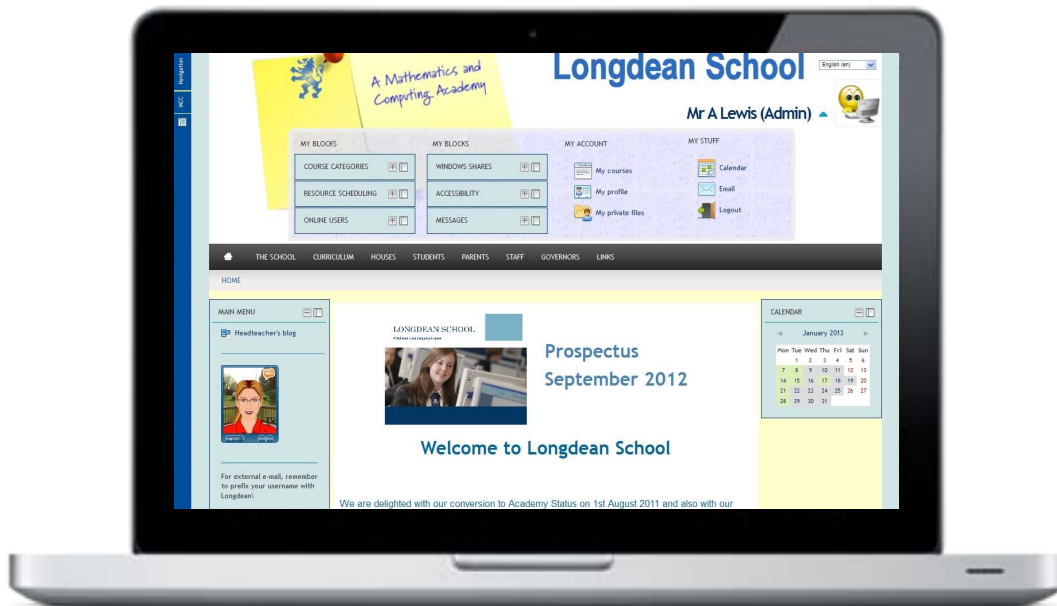 Navigation
HCC
A Mathematics and
Computing Academy
Longdean School
English (en)
Mr A Lewis (Admin)
MY BLOCKS
COURSE CATEGORIES
RESOURCE SCHEDULING
ONLINE USERS
MY BLOCKS
WINDOWS SHARES
ACCESSIBILITY
MESSAGES
MY ACCOUNT
My courses
My profile
My private files
MY STUFF
Calendar
Email
Logout
THE SCHOOL CURRICULUM HOUSES STUDENTS PARENTS STAFF GOVERNORS LINKS
HOME
MAIN MENU
Headteacher's blog
For external e-mail, remember
to prefix your username with
Longdean\
LONGDEAN SCHOOL
Prospectus
September 2012
Welcome to Longdean School
We are delighted with our conversion to Academy Status on 1st August 2011 and also with our
CALENDAR
◄ January 2013 ►
Mon Tue Wed Thu Fri Sat Sun
1 2 3 4 5 6
7 8 9 10 11 12 13
14 15 16 17 18 19 20
21 22 23 24 25 26 27
28 29 30 31